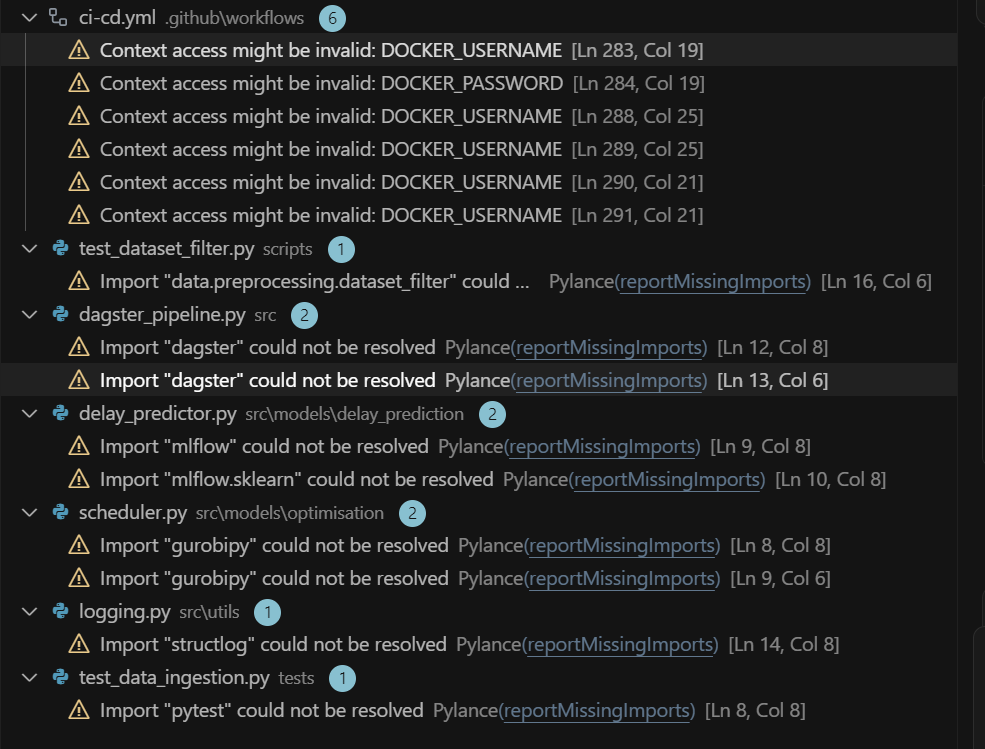 ci-cd.yml .github\workflows 6
Context access might be invalid: DOCKER_USERNAME [Ln 283, Col 19]
Context access might be invalid: DOCKER_PASSWORD [Ln 284, Col 19]
Context access might be invalid: DOCKER_USERNAME [Ln 288, Col 25]
Context access might be invalid: DOCKER_USERNAME [Ln 289, Col 25]
Context access might be invalid: DOCKER_USERNAME [Ln 290, Col 21]
Context access might be invalid: DOCKER_USERNAME [Ln 291, Col 21]
test_dataset_filter.py scripts 1
Import "data.preprocessing.dataset_filter" could ... Pylance(reportMissingImports) [Ln 16, Col 6]
dagster_pipeline.py src 2
Import "dagster" could not be resolved Pylance(reportMissingImports) [Ln 12, Col 8]
Import "dagster" could not be resolved Pylance(reportMissingImports) [Ln 13, Col 6]
delay_predictor.py src\models\delay_prediction 2
Import "mlflow" could not be resolved Pylance(reportMissingImports) [Ln 9, Col 8]
Import "mlflow.sklearn" could not be resolved Pylance(reportMissingImports) [Ln 10, Col 8]
scheduler.py src\models\optimisation 2
Import "gurobipy" could not be resolved Pylance(reportMissingImports) [Ln 8, Col 8]
Import "gurobipy" could not be resolved Pylance(reportMissingImports) [Ln 9, Col 6]
logging.py src\utils 1
Import "structlog" could not be resolved Pylance(reportMissingImports) [Ln 14, Col 8]
test_data_ingestion.py tests 1
Import "pytest" could not be resolved Pylance(reportMissingImports) [Ln 8, Col 8]